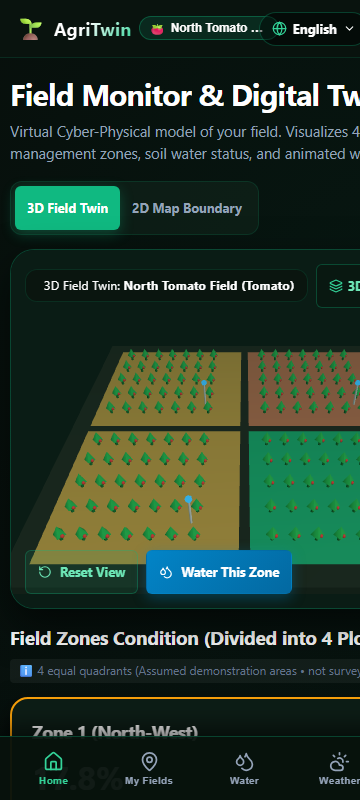 AgriTwin
North Tomato ...
English
Field Monitor & Digital Tw
Virtual Cyber-Physical model of your field. Visualizes 4
management zones, soil water status, and animated w
3D Field Twin
2D Map Boundary
3D Field Twin: North Tomato Field (Tomato)
3D
Reset View
Water This Zone
Field Zones Condition (Divided into 4 Plo
4 equal quadrants (Assumed demonstration areas • not survey
Zone 1 (North-West)
Home
My Fields
Water
Weather